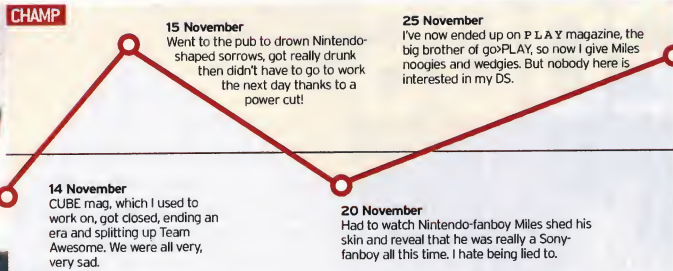 CHAMP
15 November
Went to the pub to drown Nintendo-
shaped sorrows, got really drunk
then didn't have to go to work
the next day thanks to a
power cut!
25 November
I've now ended up on P L A Y magazine, the
big brother of go>PLAY, so now I give Miles
noogies and wedgies. But nobody here is
interested in my DS.
14 November
CUBE mag, which I used to
work on, got closed, ending an
era and splitting up Team
Awesome. We were all very,
very sad.
20 November
Had to watch Nintendo-fanboy Miles shed his
skin and reveal that he was really a Sony-
fanboy all this time. I hate being lied to.